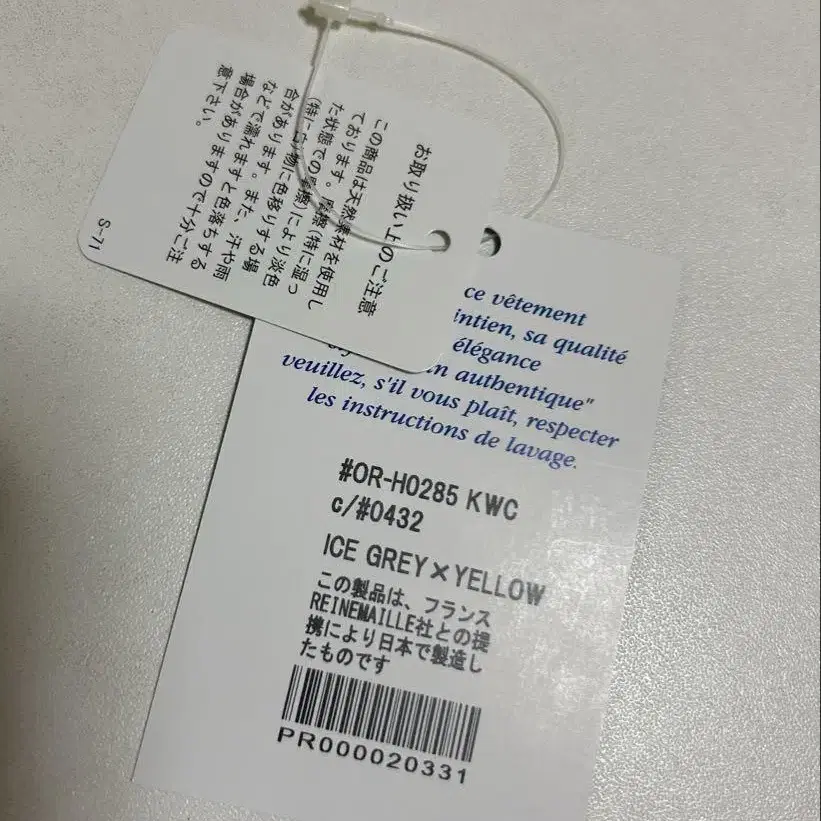 お取り扱い上のご注意
この商品は天然素材を使用し
ております。摩擦(特に湿っ
た状態での摩擦)により淡色
(特に白物)に色移りする場
合があります。また、汗や雨
などで濡れますと色落ちする
場合がありますので十分ご注
意下さい。
S-71
ce vêtement
intien, sa qualité
élégance
n authentique"
veuillez, s'il vous plaît, respecter
les instructions de lavage.
#OR-H0285 KWC
c/#0432
ICE GREY×YELLOW
この製品は、フランス
REINEMAILLE社との提
携により日本で製造し
たものです
PR000020331